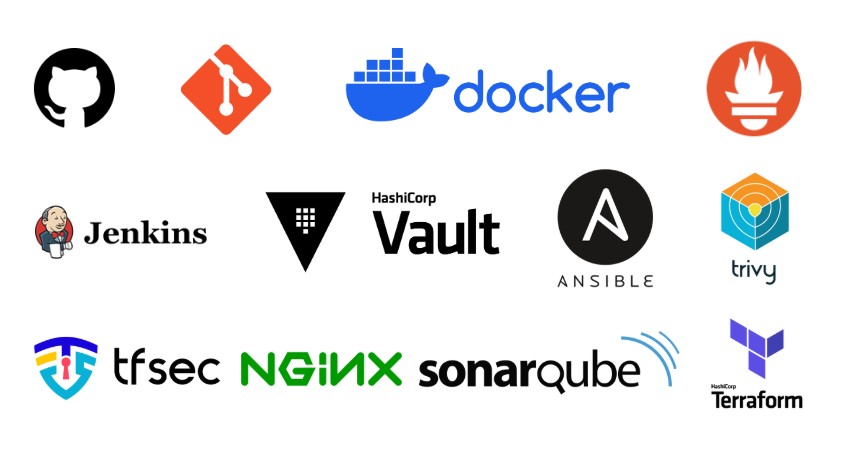 docker
Jenkins
HashiCorp
Vault
ANSIBLE
trivy
tfsec
NGiNX
sonarqube
HashiCorp
Terraform